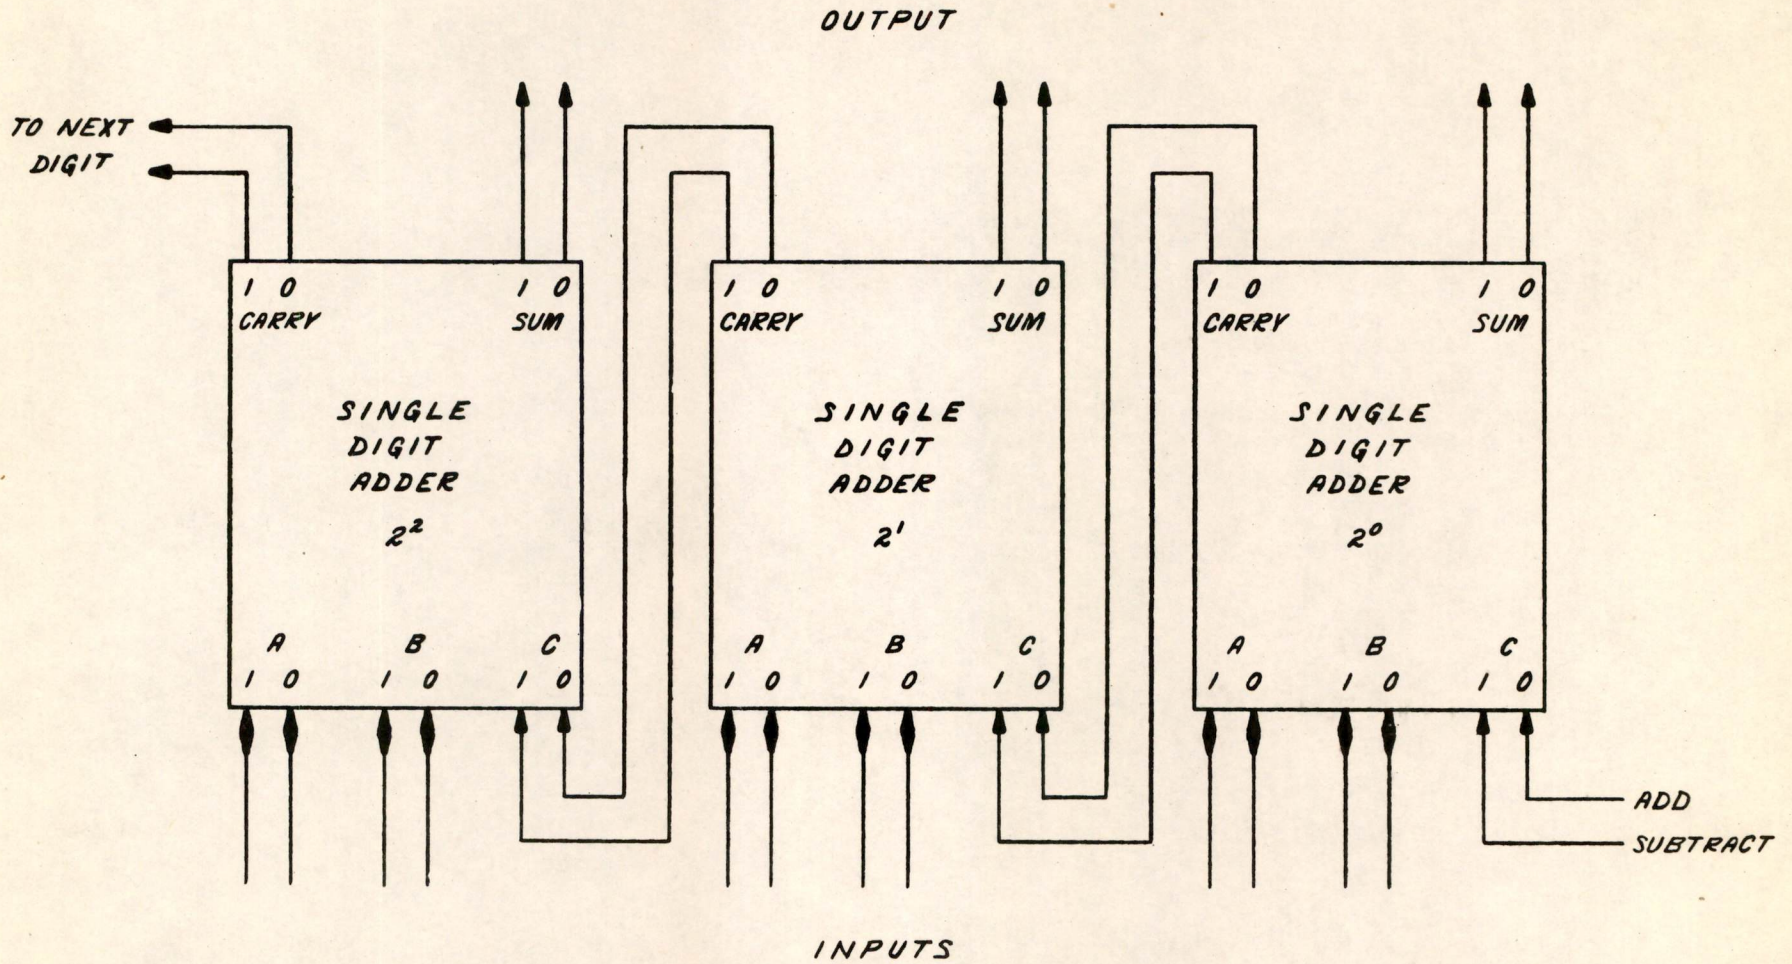 OUTPUT
TO NEXT
DIGIT
1 0 1 0
CARRY SUM
SINGLE
DIGIT
ADDER
2²
A B C
1 0 1 0 1 0
1 0 1 0
CARRY SUM
SINGLE
DIGIT
ADDER
2¹
A B C
1 0 1 0 1 0
1 0 1 0
CARRY SUM
SINGLE
DIGIT
ADDER
2⁰
A B C
1 0 1 0 1 0
ADD
SUBTRACT
INPUTS